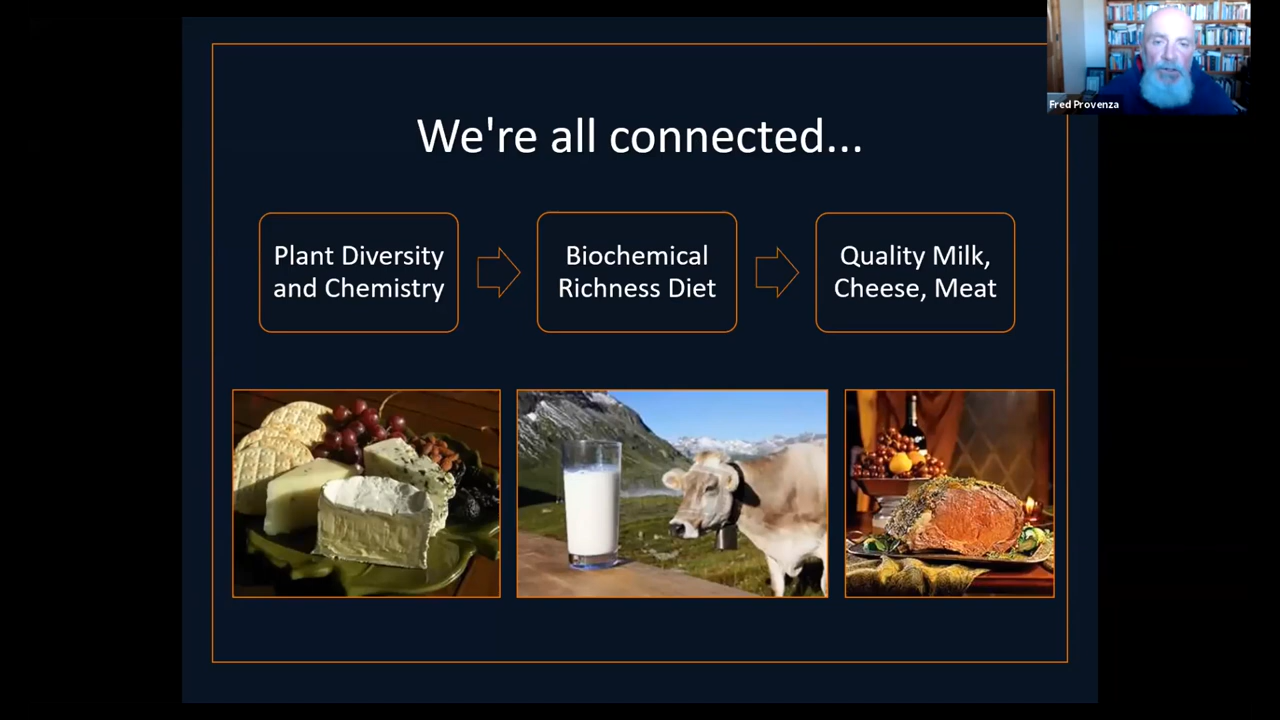 Fred Provenza
We're all connected...
Plant Diversity
and Chemistry
Biochemical
Richness Diet
Quality Milk,
Cheese, Meat